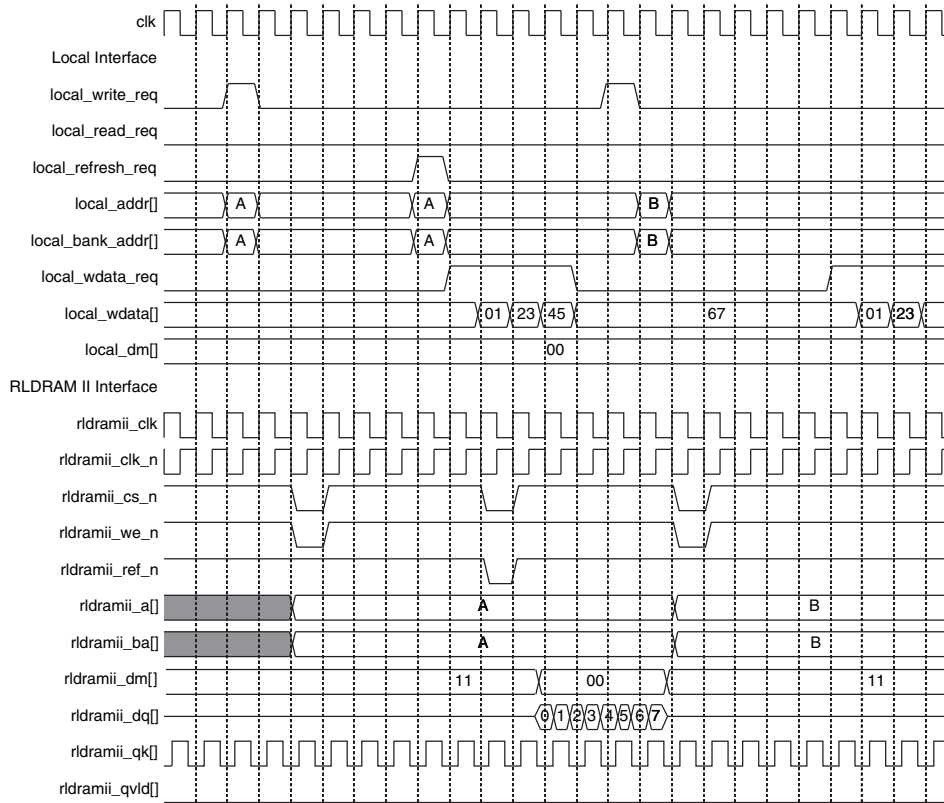 clk
Local Interface
local_write_req
local_read_req
local_refresh_req
local_addr[] A A B
local_bank_addr[] A A B
local_wdata_req
local_wdata[] 01 23 45 67 01 23
local_dm[] 00
RLDRAM II Interface
rldramii_clk
rldramii_clk_n
rldramii_cs_n
rldramii_we_n
rldramii_ref_n
rldramii_a[] A B
rldramii_ba[] A B
rldramii_dm[] 11 00 11
rldramii_dq[] 0 1 2 3 4 5 6 7
rldramii_qk[]
rldramii_qvld[]